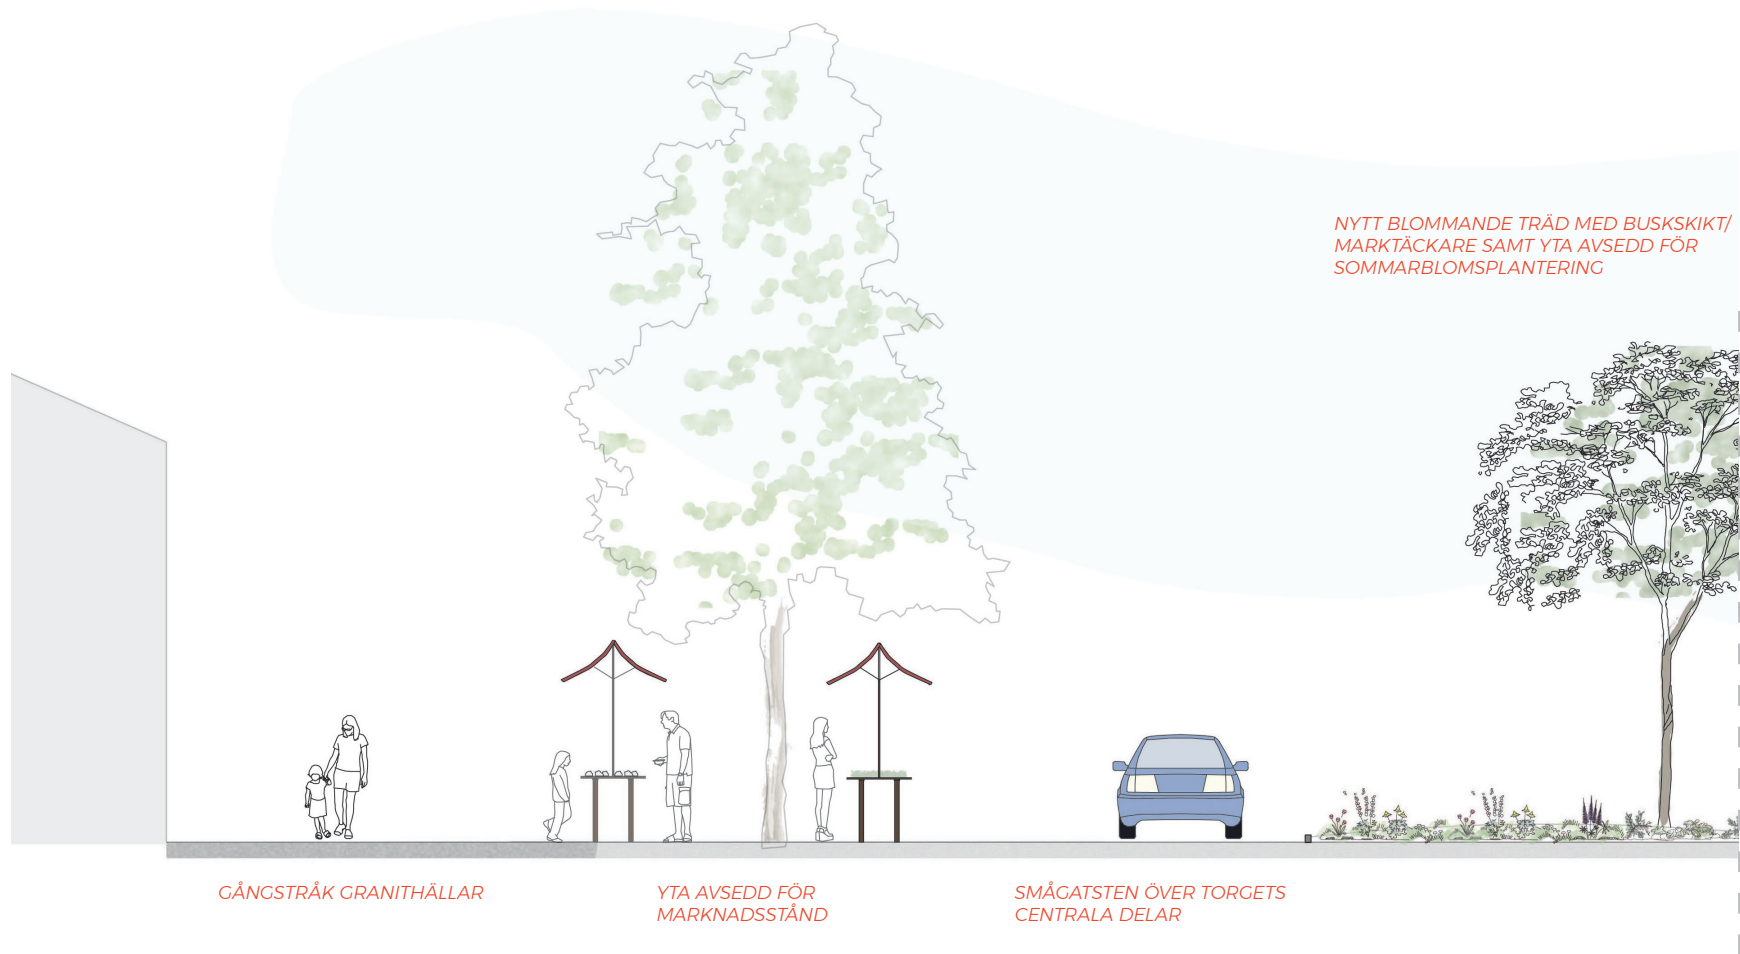 NYTT BLOMMANDE TRÄD MED BUSKSKIKT/
MARKTÄCKARE SAMT YTA AVSEDD FÖR
SOMMARBLOMSPLANTERING
GÅNGSTRÅK GRANITHÄLLAR
YTA AVSEDD FÖR
MARKNADSSTÅND
SMÅGATSTEN ÖVER TORGETS
CENTRALA DELAR